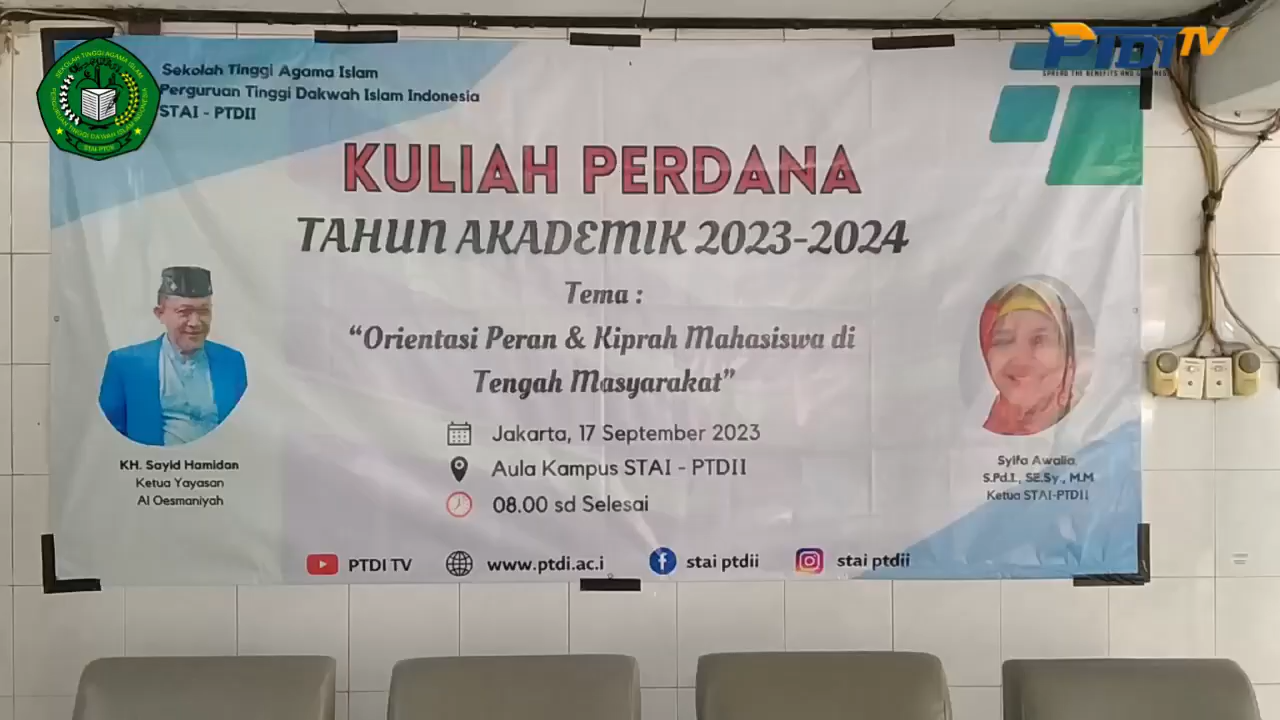 Sekolah Tinggi Agama Islam
Perguruan Tinggi Dakwah Islam Indonesia
STAI - PTDII
PTDI TV
KULIAH PERDANA
TAHUN AKADEMIK 2023-2024
Tema :
“Orientasi Peran & Kiprah Mahasiswa di
Tengah Masyarakat”
Jakarta, 17 September 2023
Aula Kampus STAI - PTDII
08.00 sd Selesai
KH. Sayid Hamidan
Ketua Yayasan
Al Oesmaniyah
Syifa Awalia,
S.Pd.I., SE.Sy., M.M
Ketua STAI-PTDII
PTDI TV
www.ptdi.ac.i
stai ptdii
stai ptdii